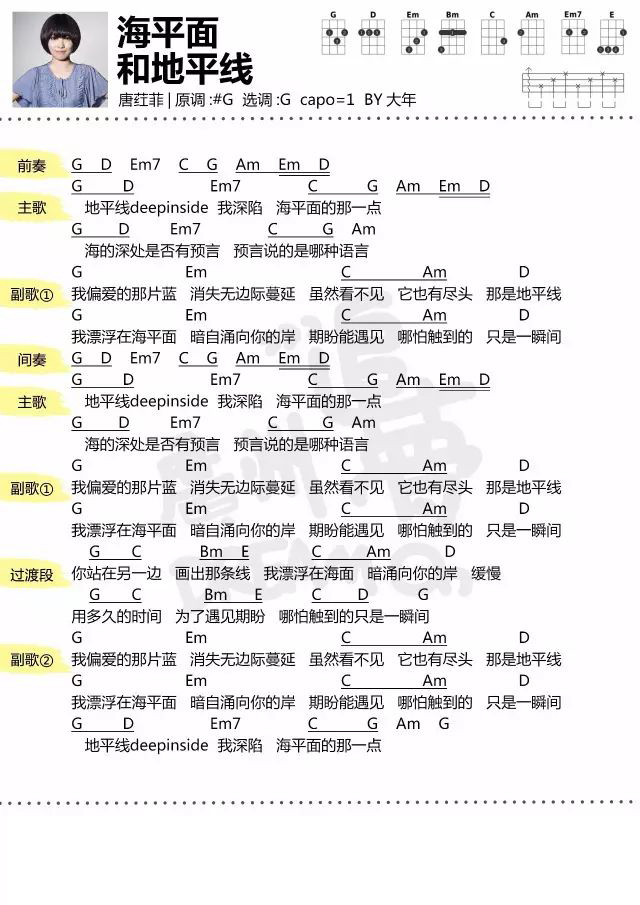 海平面
和地平线
唐荭菲 | 原调:#G 选调:G capo=1 BY 大年
G D Em Bm C Am Em7 E
前奏 G D Em7 C G Am Em D
G D Em7 C G Am Em D
主歌 地平线deepinside 我深陷 海平面的那一点
G D Em7 C G Am
海的深处是否有预言 预言说的是哪种语言
G Em C Am D
副歌① 我偏爱的那片蓝 消失无边际蔓延 虽然看不见 它也有尽头 那是地平线
G Em C Am D
我漂浮在海平面 暗自涌向你的岸 期盼能遇见 哪怕触到的 只是一瞬间
间奏 G D Em7 C G Am Em D
G D Em7 C G Am Em D
主歌 地平线deepinside 我深陷 海平面的那一点
G D Em7 C G Am
海的深处是否有预言 预言说的是哪种语言
G Em C Am D
副歌① 我偏爱的那片蓝 消失无边际蔓延 虽然看不见 它也有尽头 那是地平线
G Em C Am D
我漂浮在海平面 暗自涌向你的岸 期盼能遇见 哪怕触到的 只是一瞬间
G C Bm E C Am D
过渡段 你站在另一边 画出那条线 我漂浮在海面 暗涌向你的岸 缓慢
G C Bm E C D G
用多久的时间 为了遇见期盼 哪怕触到的只是一瞬间
G Em C Am D
副歌② 我偏爱的那片蓝 消失无边际蔓延 虽然看不见 它也有尽头 那是地平线
G Em C Am D
我漂浮在海平面 暗自涌向你的岸 期盼能遇见 哪怕触到的 只是一瞬间
G D Em7 C G Am G
地平线deepinside 我深陷 海平面的那一点